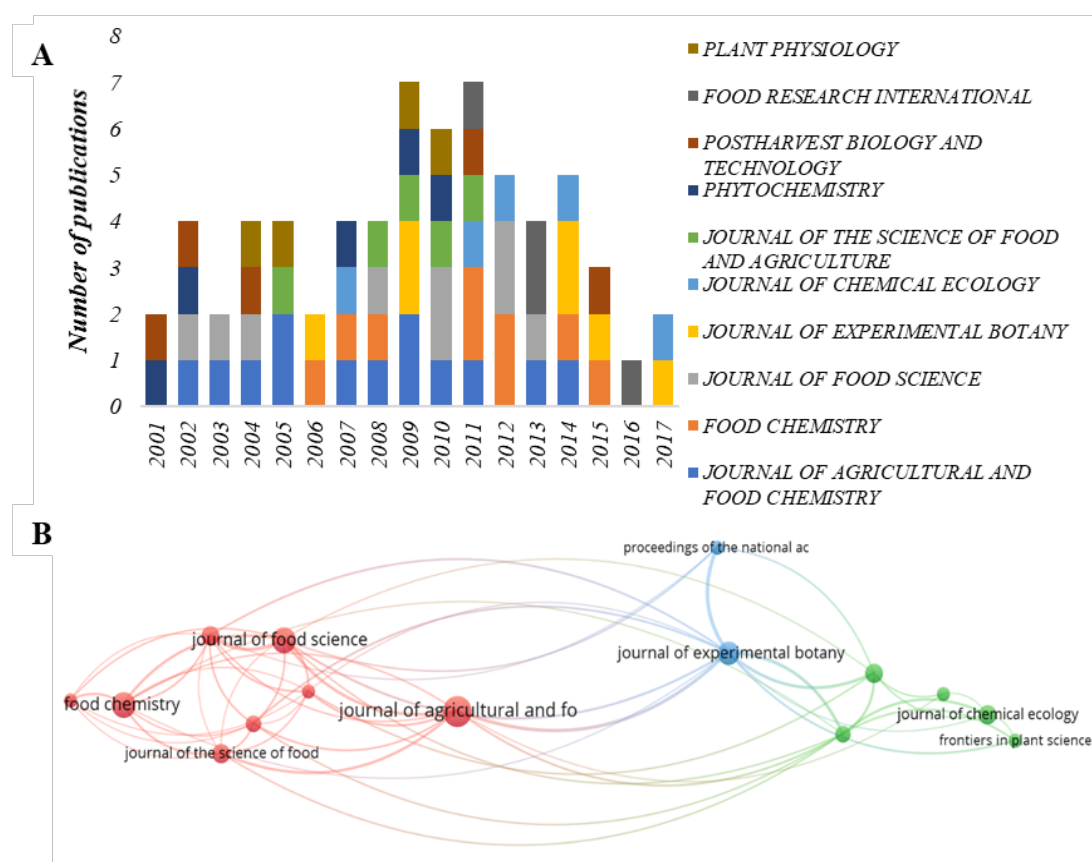 A
Number of publications
8
7
6
5
4
3
2
1
0
2001
2002
2003
2004
2005
2006
2007
2008
2009
2010
2011
2012
2013
2014
2015
2016
2017
PLANT PHYSIOLOGY
FOOD RESEARCH INTERNATIONAL
POSTHARVEST BIOLOGY AND
TECHNOLOGY
PHYTOCHEMISTRY
JOURNAL OF THE SCIENCE OF FOOD
AND AGRICULTURE
JOURNAL OF CHEMICAL ECOLOGY
JOURNAL OF EXPERIMENTAL BOTANY
JOURNAL OF FOOD SCIENCE
FOOD CHEMISTRY
JOURNAL OF AGRICULTURAL AND
FOOD CHEMISTRY
B
proceedings of the national ac
journal of food science
journal of experimental botany
food chemistry
journal of agricultural and fo
journal of chemical ecology
frontiers in plant science
journal of the science of food